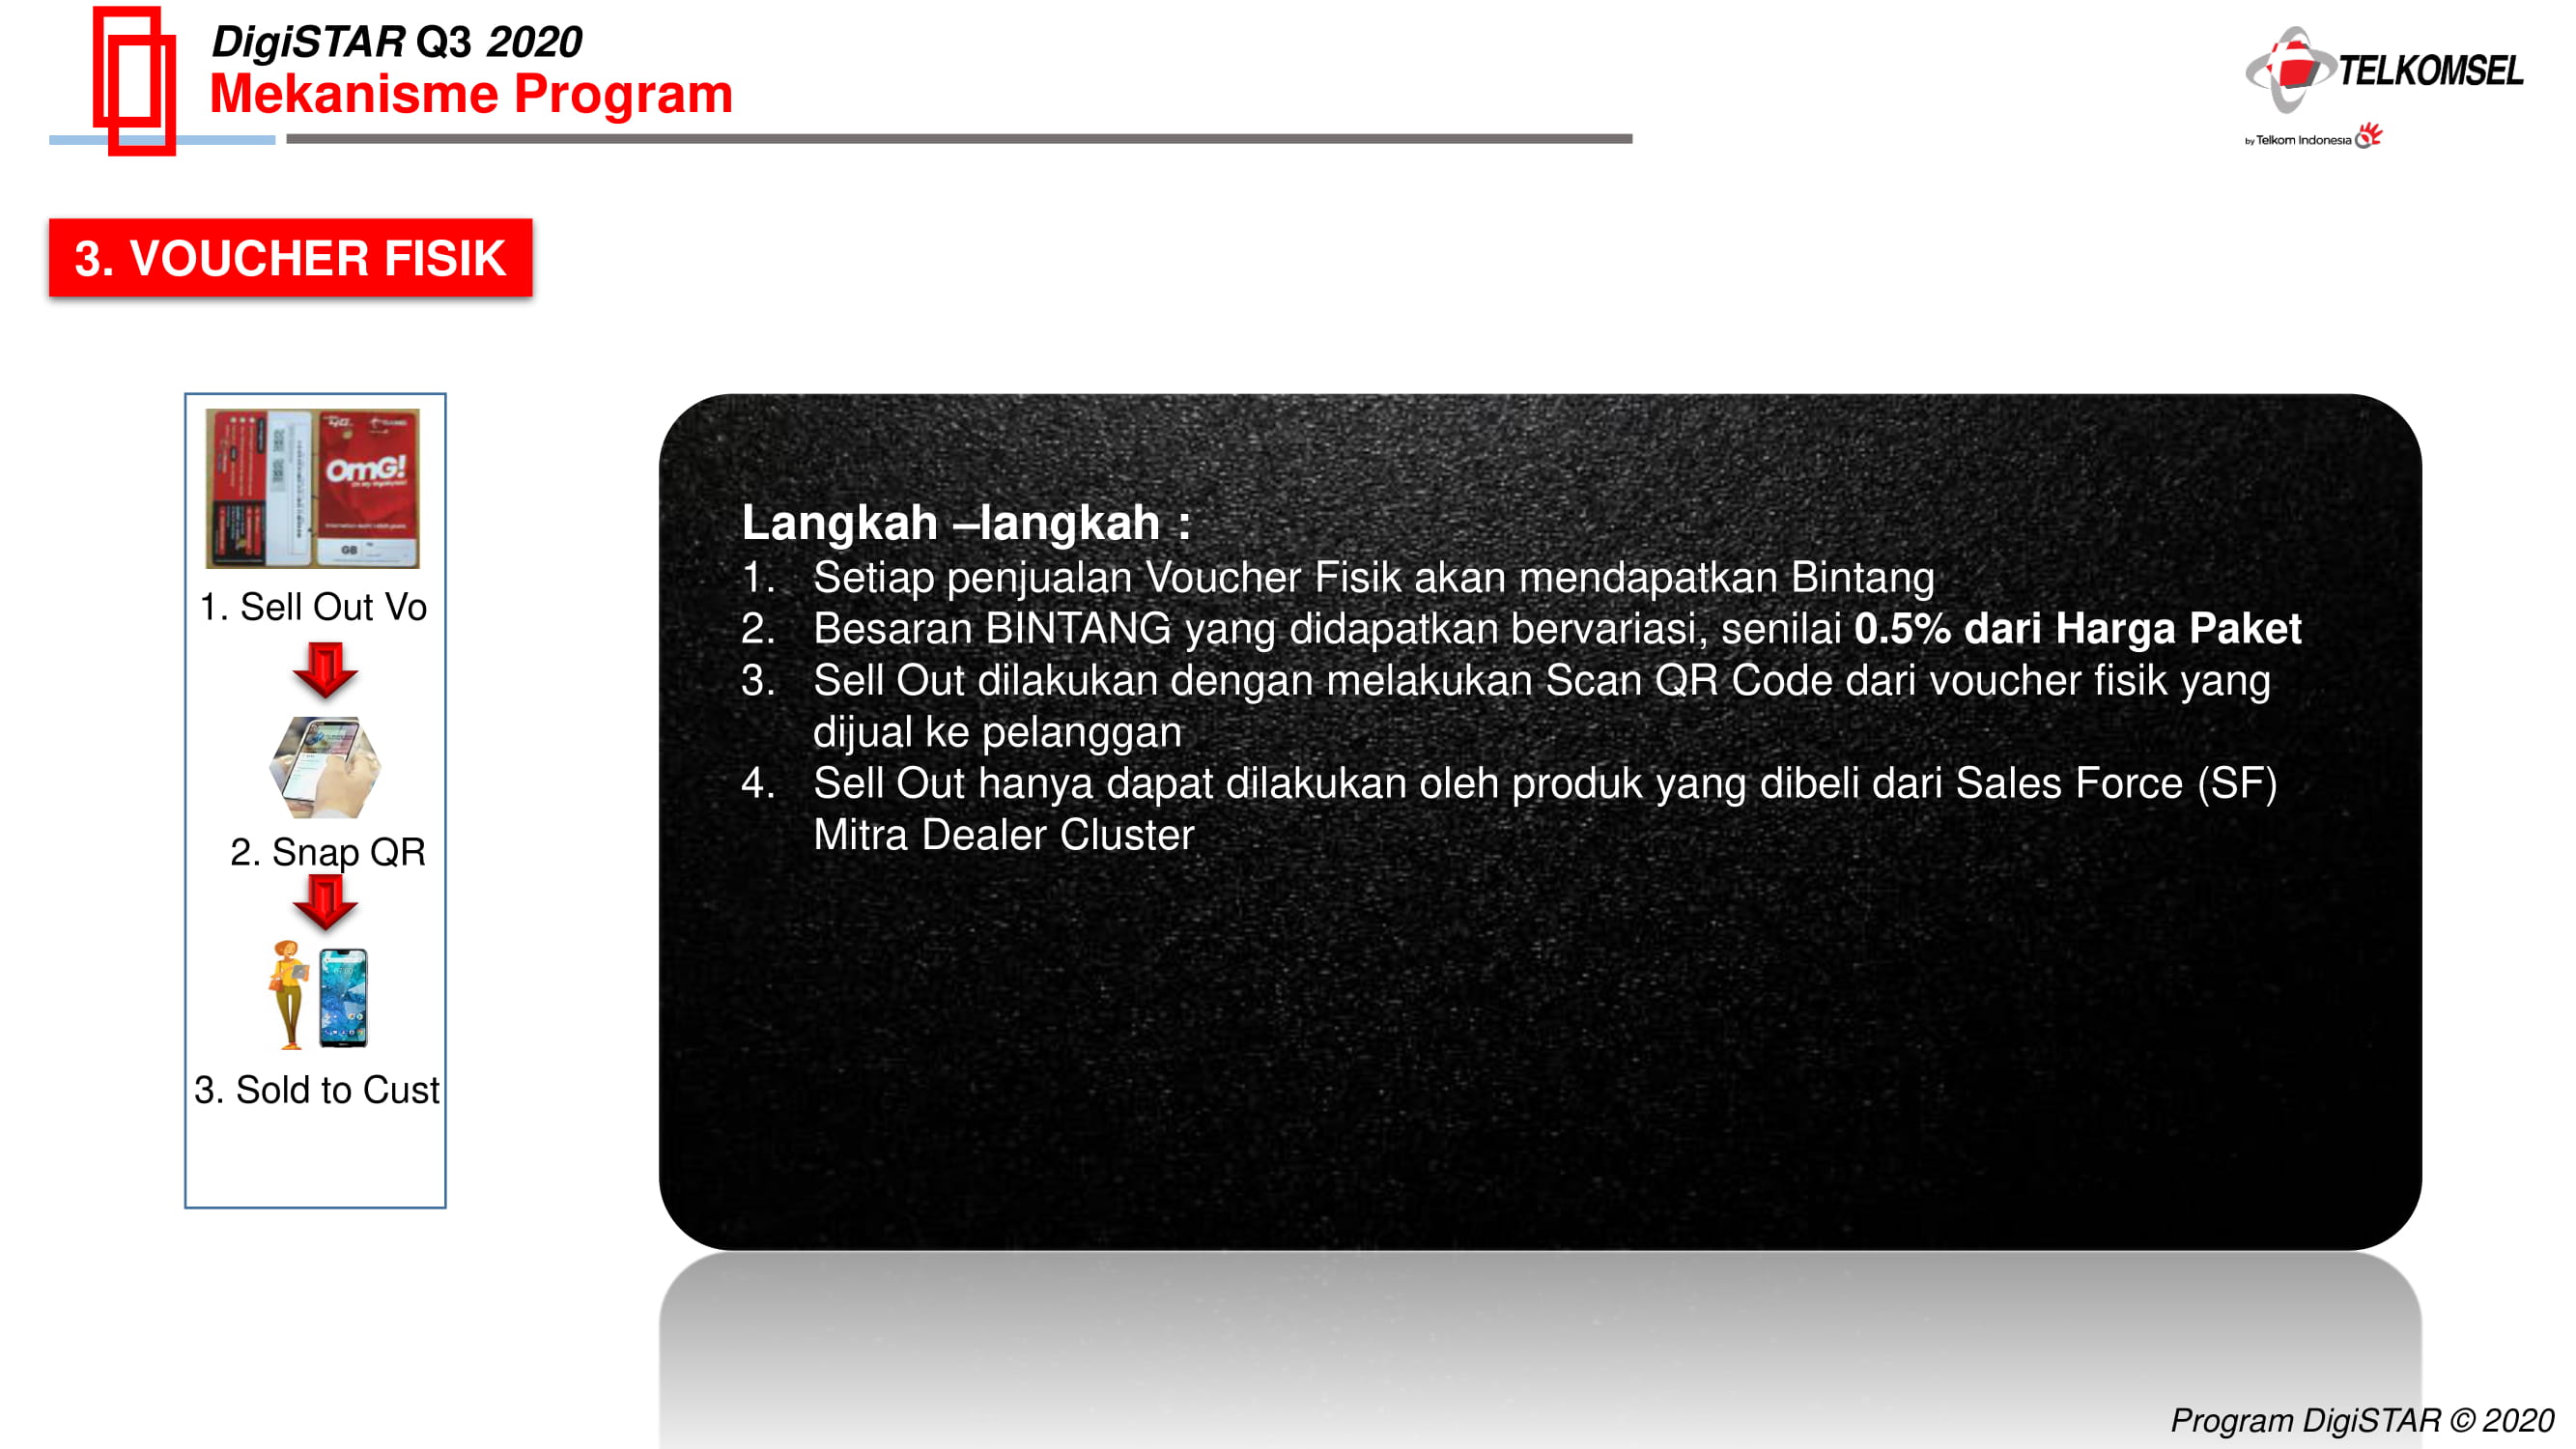 DigiSTAR Q3 2020
Mekanisme Program
TELKOMSEL
by Telkom Indonesia
3. VOUCHER FISIK
OmG!
GB
1. Sell Out Vo
2. Snap QR
3. Sold to Cust
Langkah –langkah :
1. Setiap penjualan Voucher Fisik akan mendapatkan Bintang
2. Besaran BINTANG yang didapatkan bervariasi, senilai 0.5% dari Harga Paket
3. Sell Out dilakukan dengan melakukan Scan QR Code dari voucher fisik yang
dijual ke pelanggan
4. Sell Out hanya dapat dilakukan oleh produk yang dibeli dari Sales Force (SF)
Mitra Dealer Cluster
Program DigiSTAR © 2020